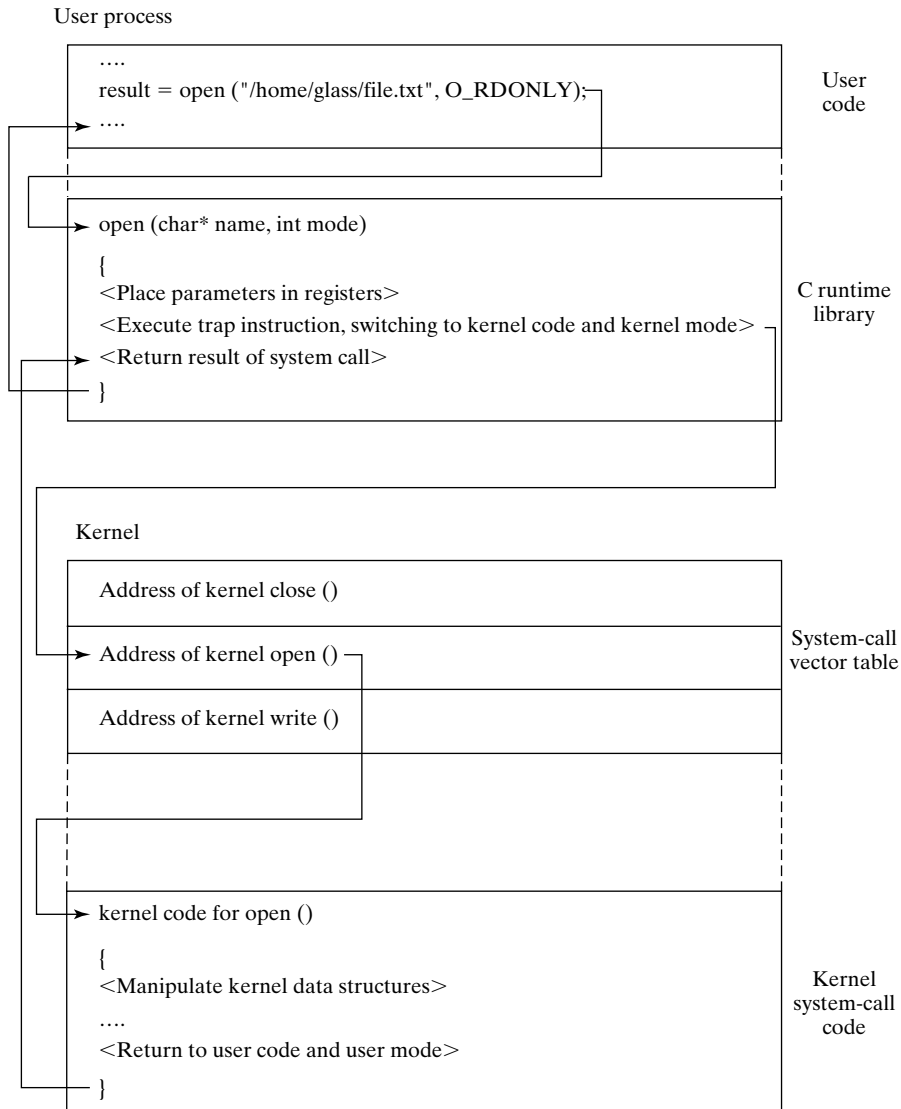 User process
....
result = open ("/home/glass/file.txt", O_RDONLY);
....
User
code
open (char* name, int mode)
{
<Place parameters in registers>
<Execute trap instruction, switching to kernel code and kernel mode>
<Return result of system call>
}
C runtime
library
Kernel
Address of kernel close ()
Address of kernel open ()
Address of kernel write ()
System-call
vector table
kernel code for open ()
{
<Manipulate kernel data structures>
....
<Return to user code and user mode>
}
Kernel
system-call
code